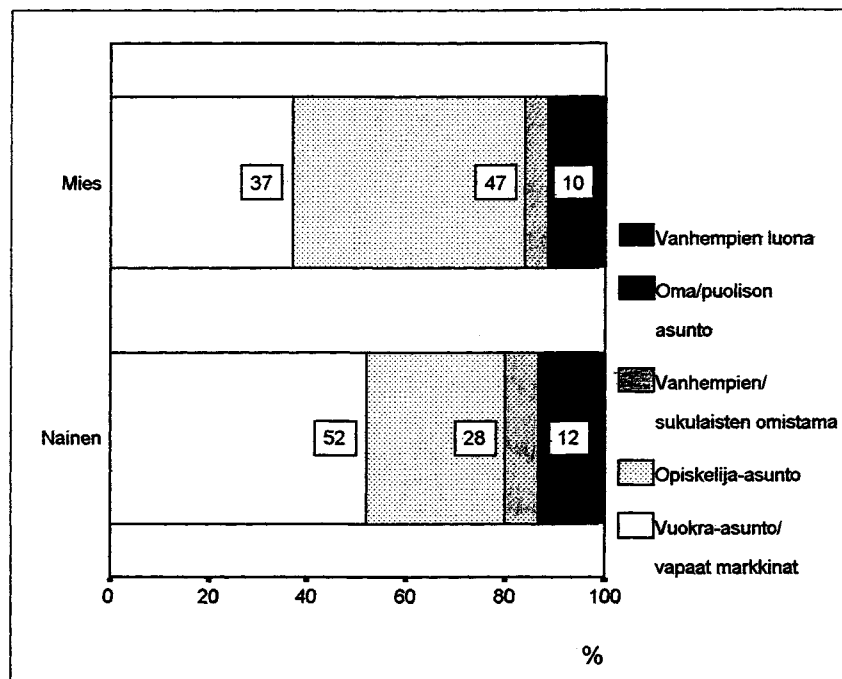 Mies
37
47
10
Nainen
52
28
12
0 20 40 60 80 100
%
Vanhempien luona
Oma/puolison
asunto
Vanhempien/
sukulaisten omistama
Opiskelija-asunto
Vuokra-asunto/
vapaat markkinat